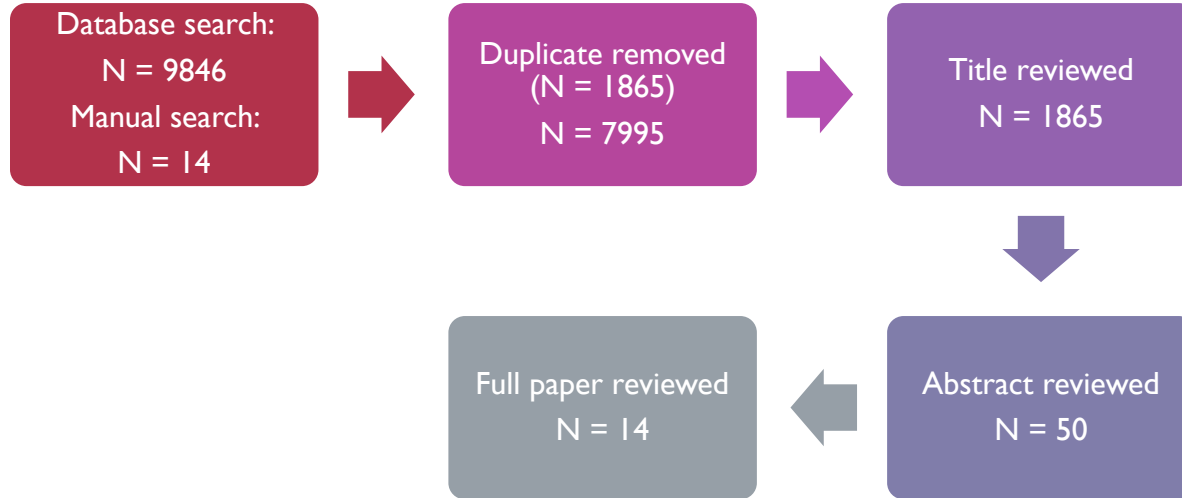 Database search:
N = 9846
Manual search:
N = 14
Duplicate removed
(N = 1865)
N = 7995
Title reviewed
N = 1865
Abstract reviewed
N = 50
Full paper reviewed
N = 14